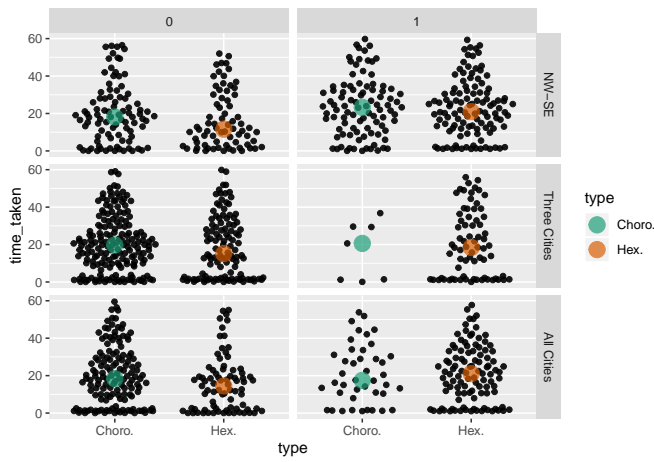 0 1
60
40
20
0
NW−SE
60
40
20
0
Three Cities
60
40
20
0
All Cities
time_taken
Choro. Hex. Choro. Hex.
type
type
Choro.
Hex.